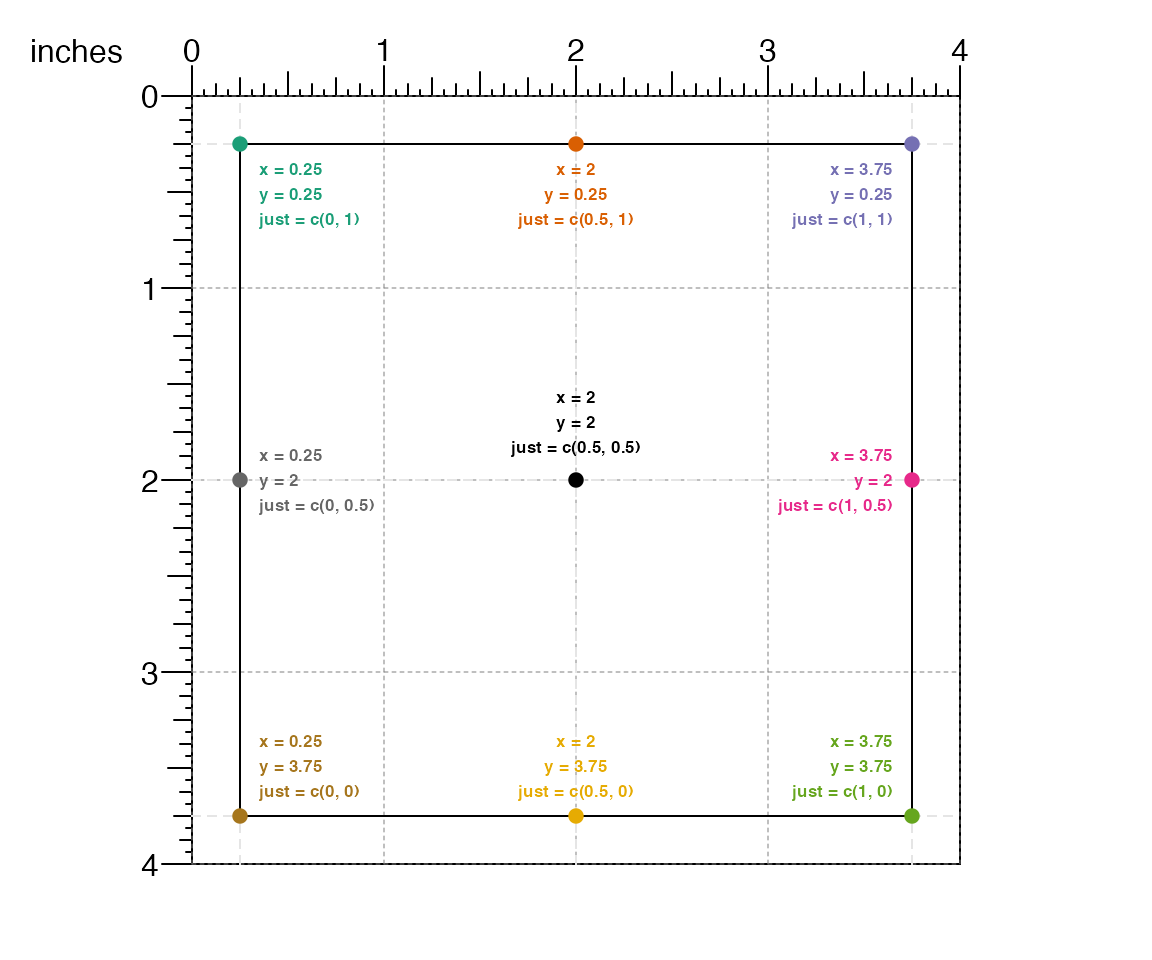 inches
0
1
2
3
4
0
x = 0.25
y = 0.25
just = c(0, 1)
x = 2
y = 0.25
just = c(0.5, 1)
x = 3.75
y = 0.25
just = c(1, 1)
1
x = 2
y = 2
just = c(0.5, 0.5)
2
x = 0.25
y = 2
just = c(0, 0.5)
x = 3.75
y = 2
just = c(1, 0.5)
3
x = 0.25
y = 3.75
just = c(0, 0)
x = 2
y = 3.75
just = c(0.5, 0)
x = 3.75
y = 3.75
just = c(1, 0)
4